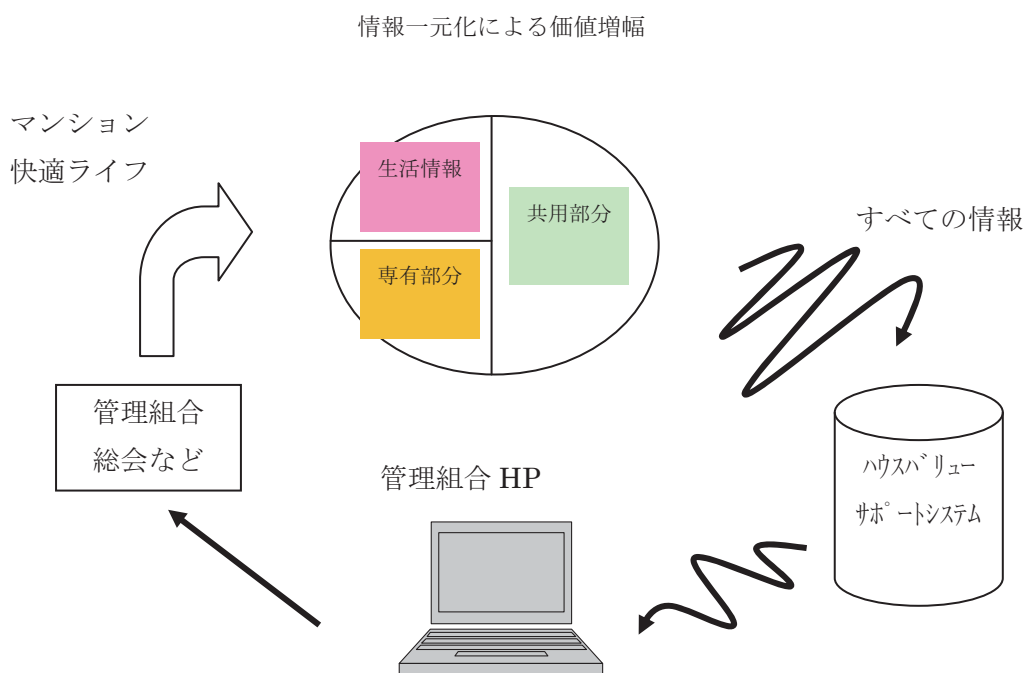 情報一元化による価値増幅
マンション
快適ライフ
生活情報
共用部分
専有部分
すべての情報
管理組合
総会など
管理組合 HP
ﾊｳｽﾊﾞﾘｭｰ
ｻﾎﾟｰﾄｼｽﾃﾑ